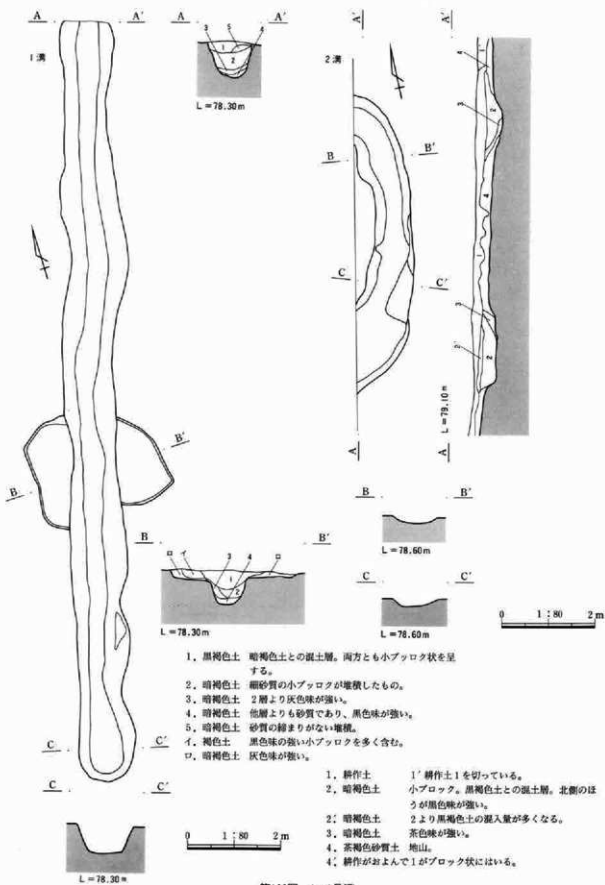 A A'
1溝
A A'
3 5 4
1
2
L=78.30m
2溝
A'
B B'
C C'
A
A'
4 1
3
2
4
1
3
2'
2
L=79.10m
A
B B'
B B'
ロ イ 3 4 ロ
1
2
L=78.30m
B B'
L=78.60m
C C'
L=78.60m
0 1:80 2m
1、黒褐色土 暗褐色土との混土層。両方とも小ブロック状を呈
する。
2、暗褐色土 細砂質の小ブロックが堆積したもの。
3、暗褐色土 2層より灰色味が強い。
4、暗褐色土 他層よりも砂質であり、黒色味が強い。
5、暗褐色土 砂質の締まりがない堆積。
イ、褐色土 黒色味の強い小ブロックを多く含む。
ロ、暗褐色土 灰色味が強い。
C C'
C C'
L=78.30m
0 1:80 2m
1、耕作土 1'耕作土1を切っている。
2、暗褐色土 小ブロック。黒褐色土との混土層。北側のほ
うが黒色味が強い。
2'、暗褐色土 2より黒褐色土の混入量が多くなる。
3、暗褐色土 茶色味が強い。
4、茶褐色砂質土 地山。
4'、耕作がおよんで1がブロック状にはいる。